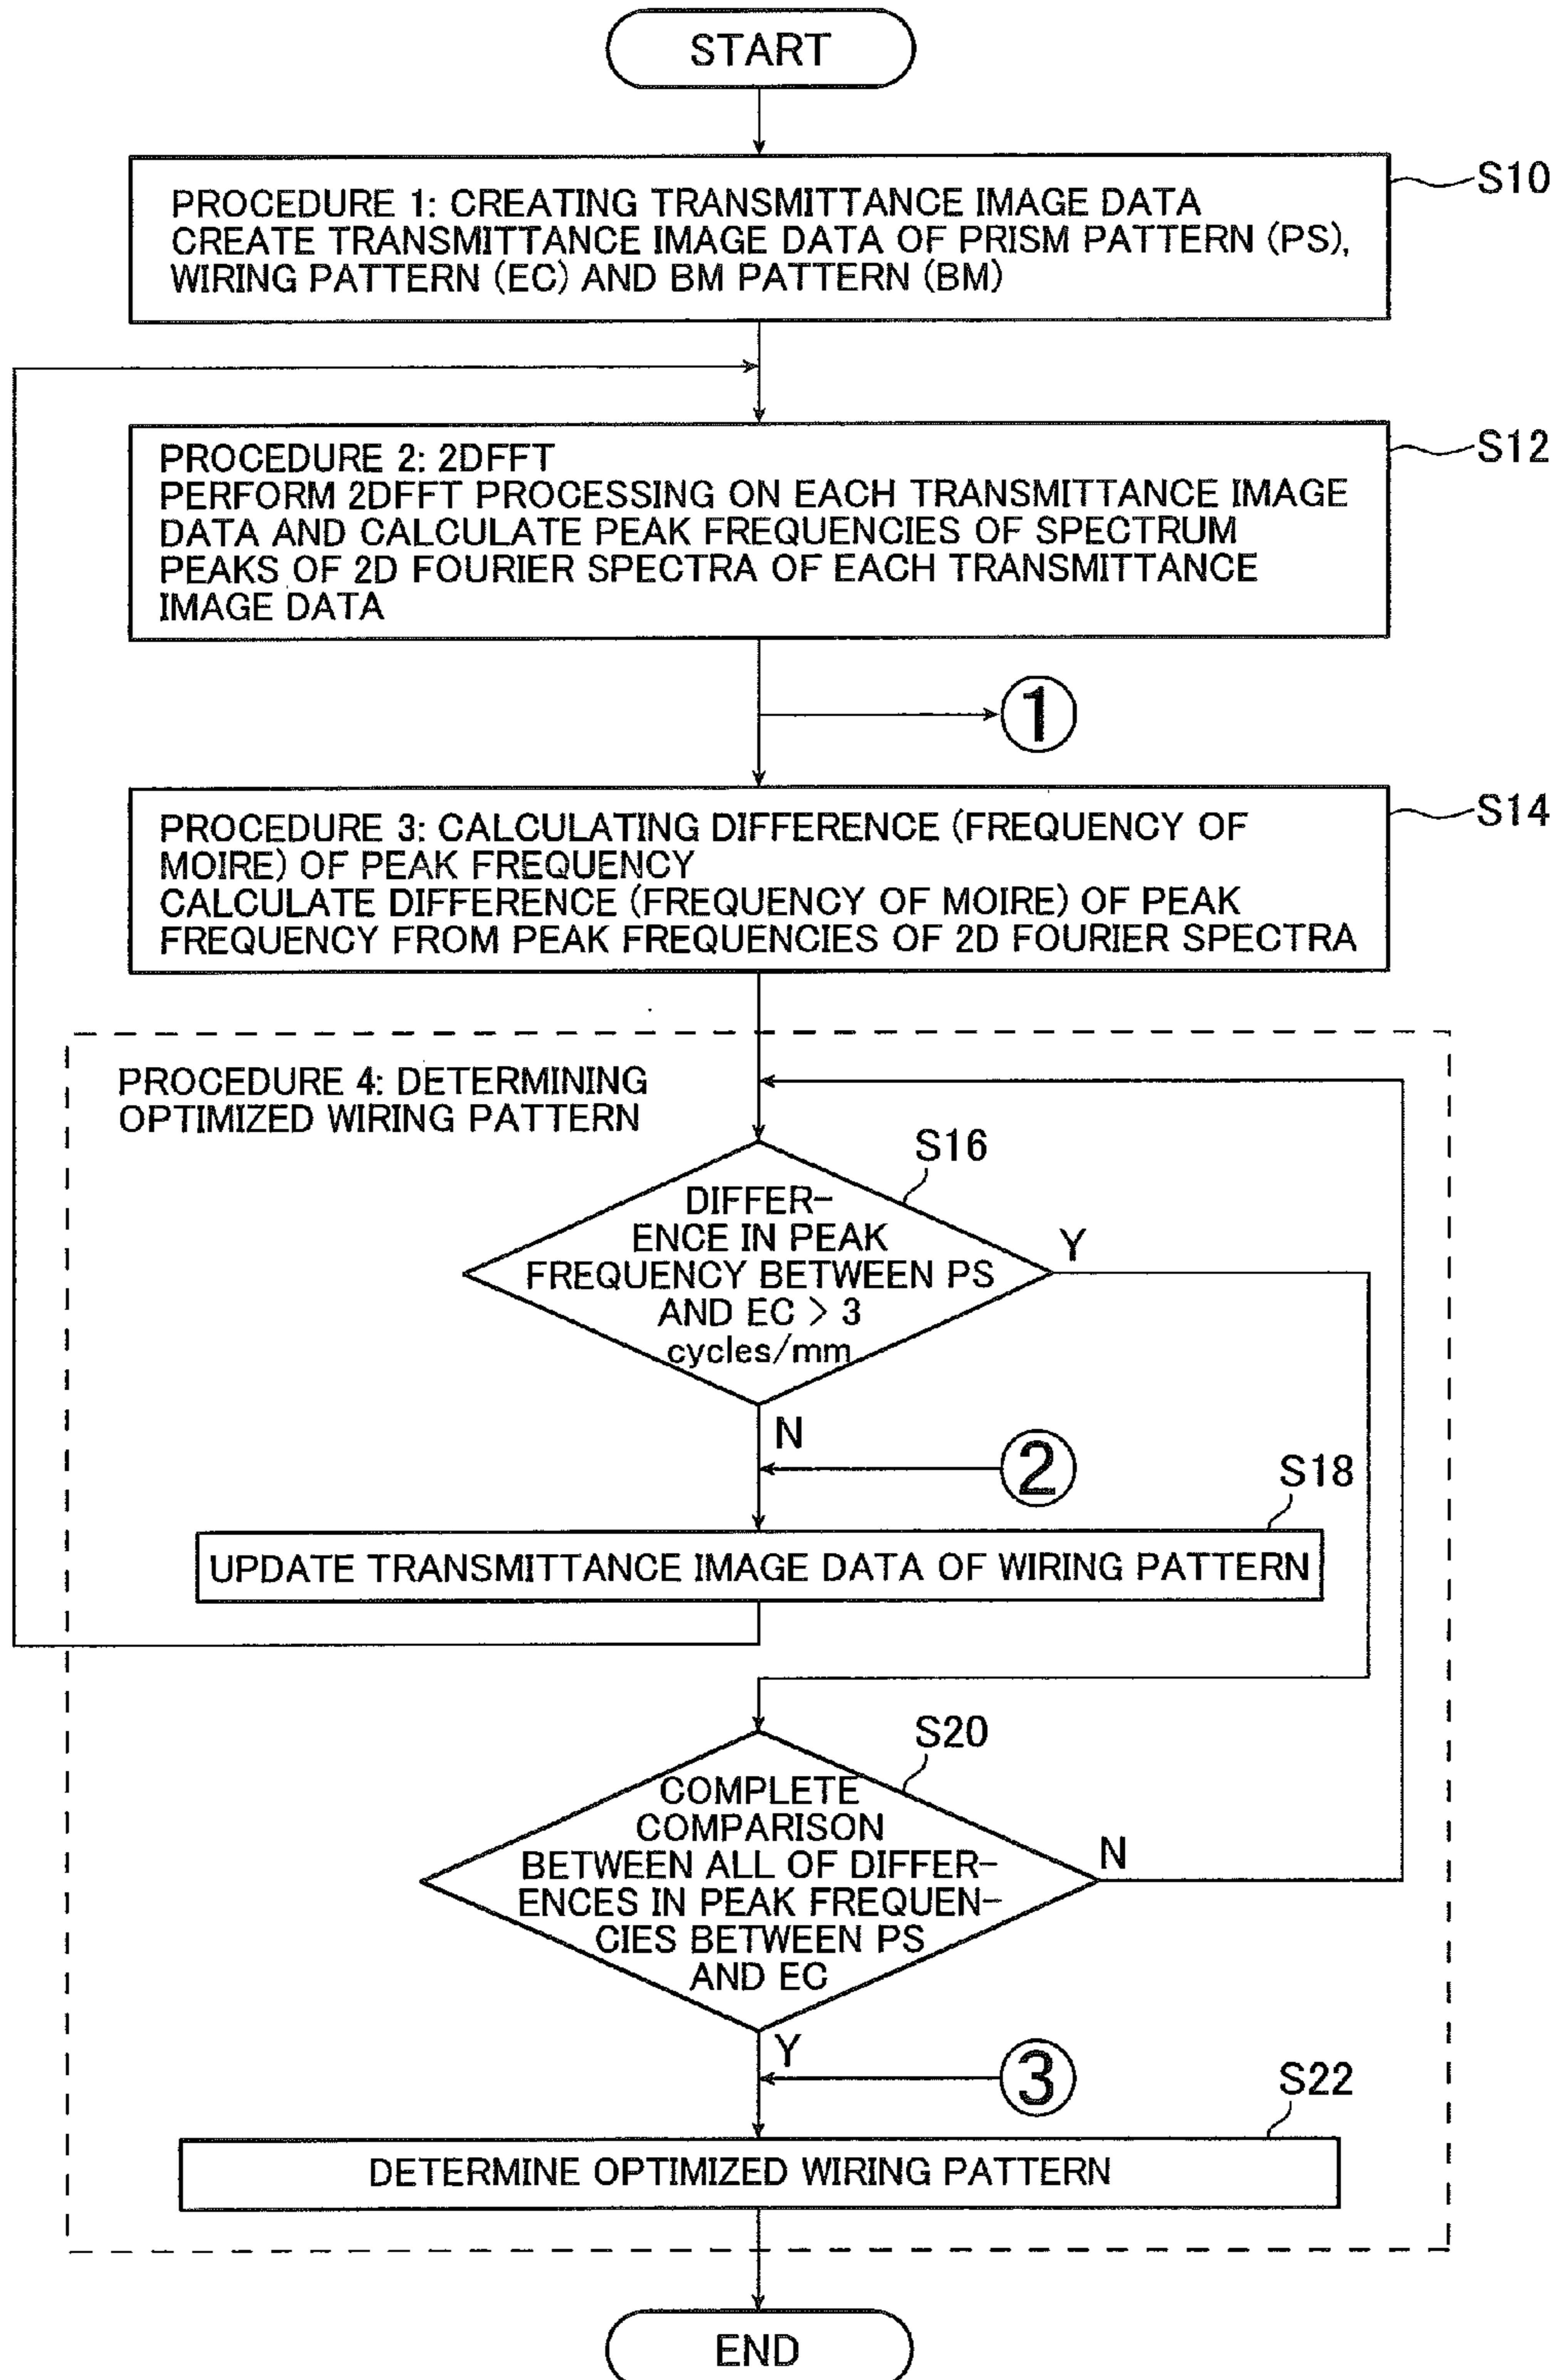 START
S10
PROCEDURE 1: CREATING TRANSMITTANCE IMAGE DATA
CREATE TRANSMITTANCE IMAGE DATA OF PRISM PATTERN (PS),
WIRING PATTERN (EC) AND BM PATTERN (BM)
S12
PROCEDURE 2: 2DFFT
PERFORM 2DFFT PROCESSING ON EACH TRANSMITTANCE IMAGE
DATA AND CALCULATE PEAK FREQUENCIES OF SPECTRUM
PEAKS OF 2D FOURIER SPECTRA OF EACH TRANSMITTANCE
IMAGE DATA
①
S14
PROCEDURE 3: CALCULATING DIFFERENCE (FREQUENCY OF
MOIRE) OF PEAK FREQUENCY
CALCULATE DIFFERENCE (FREQUENCY OF MOIRE) OF PEAK
FREQUENCY FROM PEAK FREQUENCIES OF 2D FOURIER SPECTRA
PROCEDURE 4: DETERMINING
OPTIMIZED WIRING PATTERN
S16
DIFFER-
ENCE IN PEAK
FREQUENCY BETWEEN PS
AND EC > 3
cycles/mm
Y
N
②
S18
UPDATE TRANSMITTANCE IMAGE DATA OF WIRING PATTERN
S20
COMPLETE
COMPARISON
BETWEEN ALL OF DIFFER-
ENCES IN PEAK FREQUEN-
CIES BETWEEN PS
AND EC
N
Y
③
S22
DETERMINE OPTIMIZED WIRING PATTERN
END